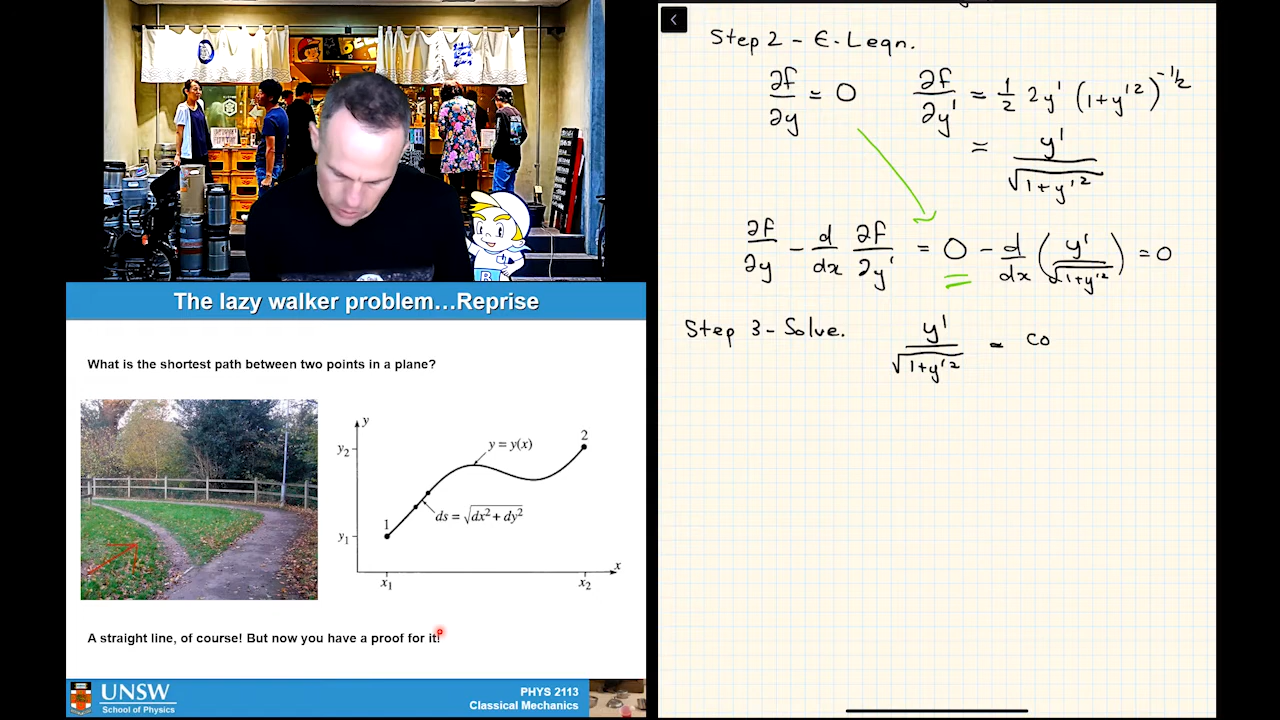 The lazy walker problem…Reprise
What is the shortest path between two points in a plane?
y
y₂
y₁
1
2
y = y(x)
ds = √(dx² + dy²)
x₁
x₂
x
A straight line, of course! But now you have a proof for it!
UNSW
School of Physics
PHYS 2113
Classical Mechanics
Step 2 - E-L eqn.
∂f/∂y = 0   ∂f/∂y' = 1/2 2y' (1+y'²)^-1/2
= y'/√(1+y'²)
∂f/∂y - d/dx ∂f/∂y' = 0 - d/dx (y'/√(1+y'²)) = 0
Step 3 - Solve.   y'/√(1+y'²) = co